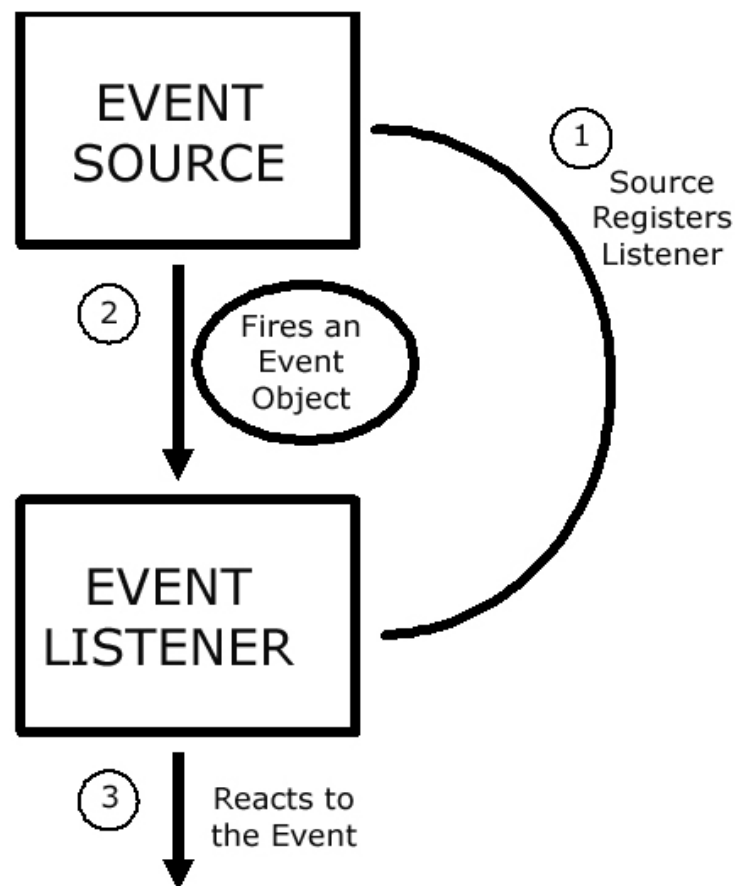 EVENT
SOURCE
1
Source
Registers
Listener
2
Fires an
Event
Object
EVENT
LISTENER
3
Reacts to
the Event